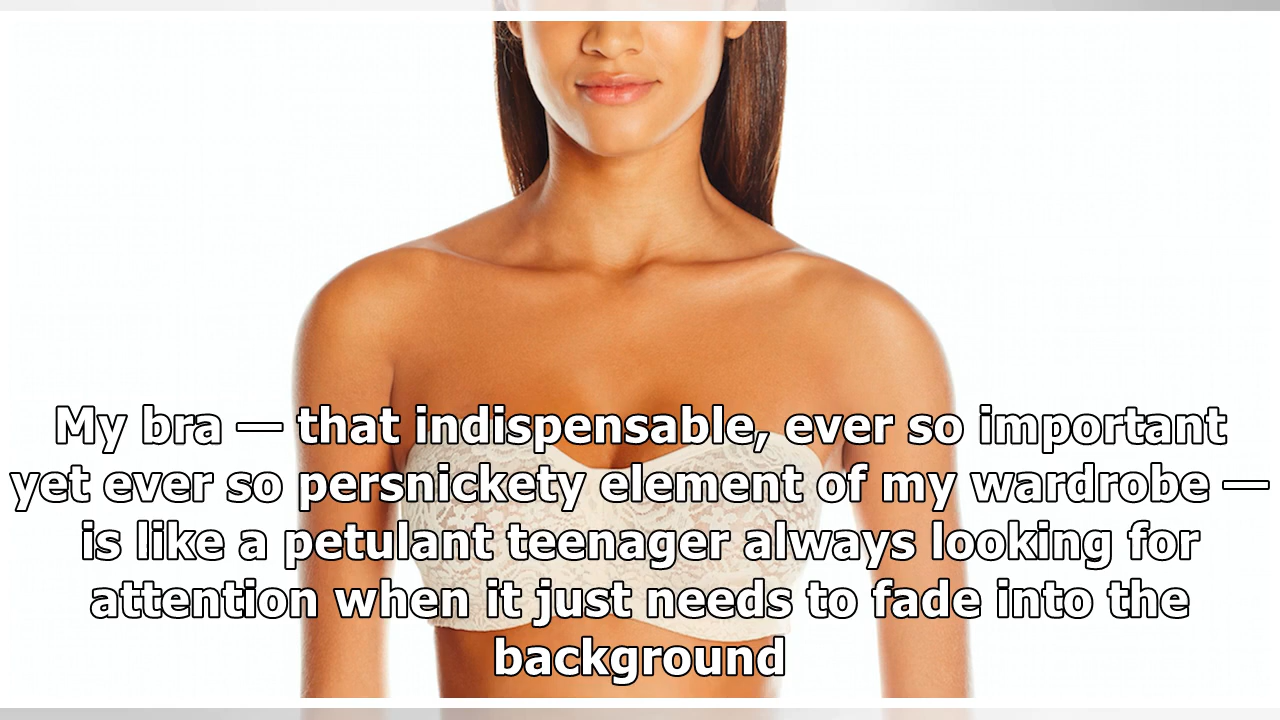 My bra — that indispensable, ever so important
yet ever so persnickety element of my wardrobe —
is like a petulant teenager always looking for
attention when it just needs to fade into the
background